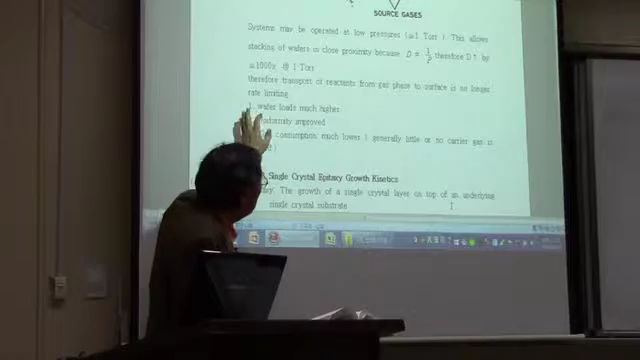 SOURCE GASES
Systems may be operated at low pressures (≈1 Torr ). This allows
stacking of wafers in close proximity because D ∝ 1/P therefore D↑ by
≈1000x @ 1 Torr
therefore transport of reactants from gas phase to surface is no longer
rate limiting.
wafer loads much higher
improved
consumption much lower ( generally little or no carrier gas is
Single Crystal Epitaxy Growth Kinetics
The growth of a single crystal layer on top of an underlying
single crystal substrate